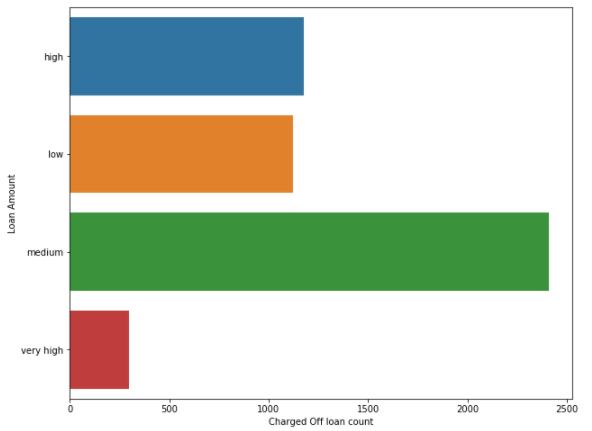 high
low
medium
very high
Loan Amount
0 500 1000 1500 2000 2500
Charged Off loan count